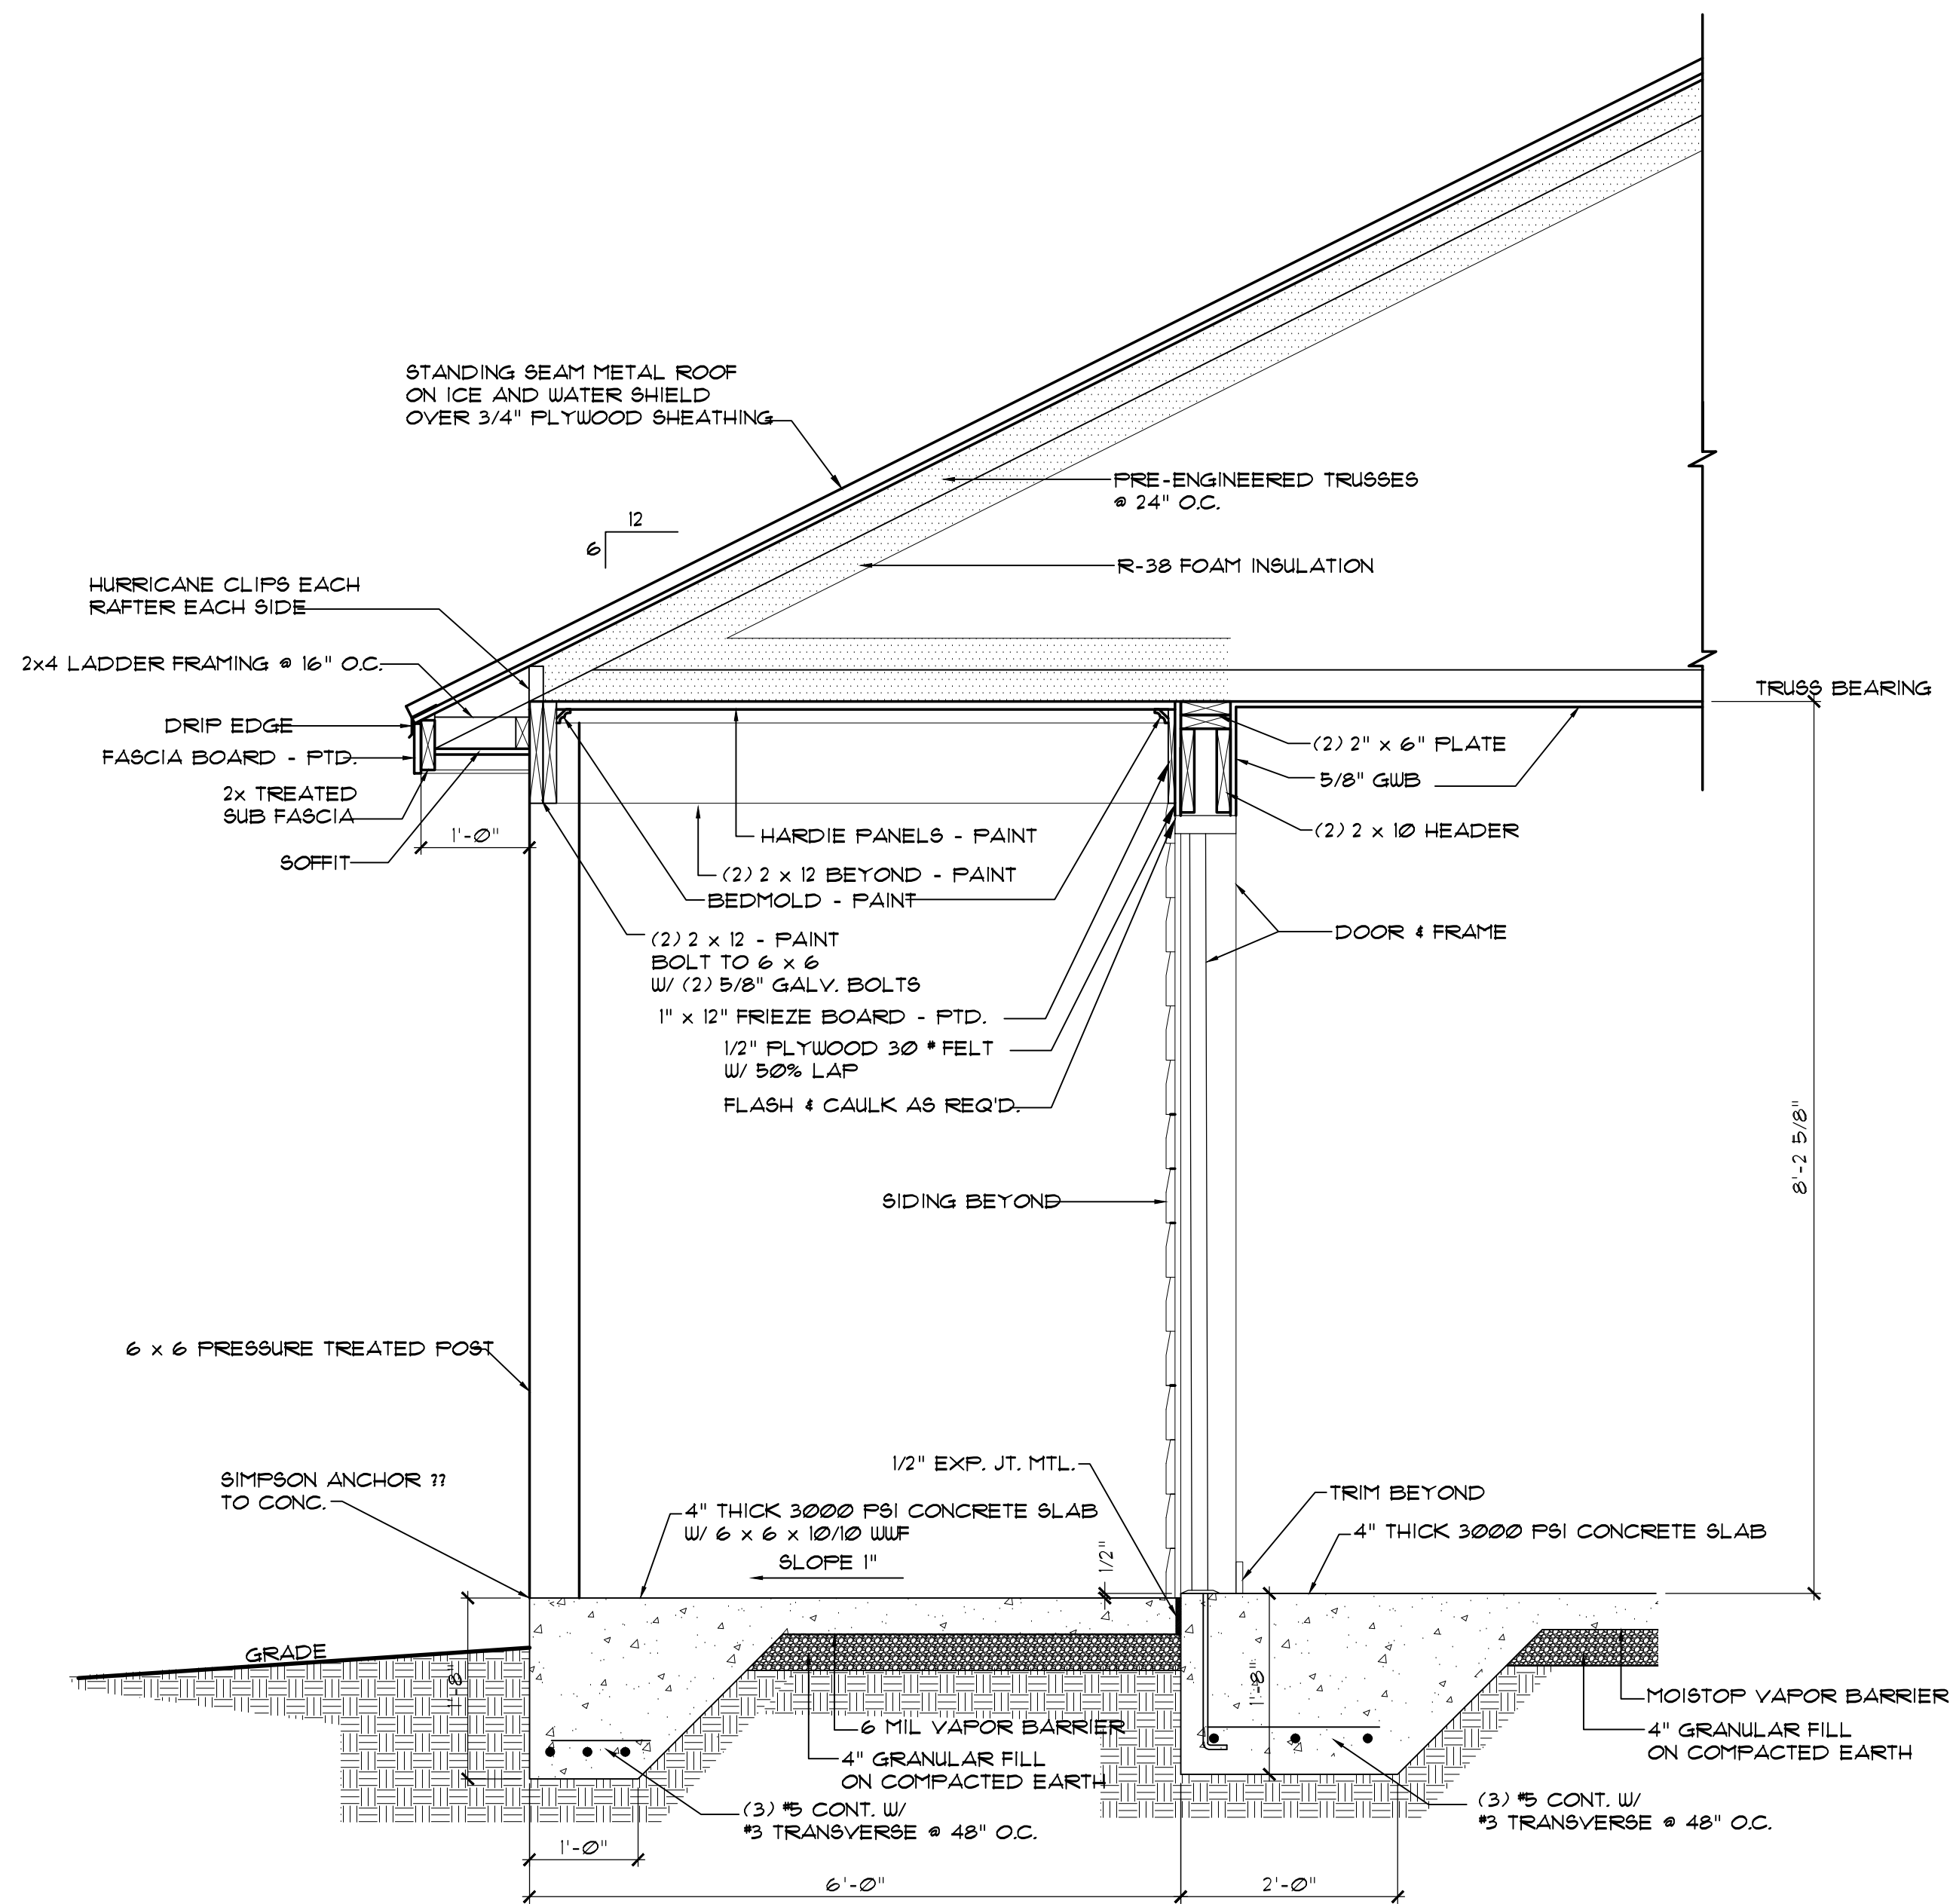 STANDING SEAM METAL ROOF
ON ICE AND WATER SHIELD
OVER 3/4" PLYWOOD SHEATHING
PRE-ENGINEERED TRUSSES
@ 24" O.C.
12
6
R-38 FOAM INSULATION
HURRICANE CLIPS EACH
RAFTER EACH SIDE
2x4 LADDER FRAMING @ 16" O.C.
DRIP EDGE
FASCIA BOARD - PTD.
2x TREATED
SUB FASCIA
SOFFIT
1'-0"
TRUSS BEARING
(2) 2" x 6" PLATE
5/8" GWB
(2) 2 x 10 HEADER
HARDIE PANELS - PAINT
(2) 2 x 12 BEYOND - PAINT
BEDMOLD - PAINT
(2) 2 x 12 - PAINT
BOLT TO 6 x 6
W/ (2) 5/8" GALV. BOLTS
1" x 12" FRIEZE BOARD - PTD.
1/2" PLYWOOD 30 # FELT
W/ 50% LAP
FLASH & CAULK AS REQ'D.
DOOR & FRAME
8'-2 5/8"
SIDING BEYOND
6 x 6 PRESSURE TREATED POST
SIMPSON ANCHOR ??
TO CONC.
1/2" EXP. JT. MTL.
4" THICK 3000 PSI CONCRETE SLAB
W/ 6 x 6 x 10/10 WWF
SLOPE 1"
1/2"
TRIM BEYOND
4" THICK 3000 PSI CONCRETE SLAB
GRADE
1'-8"
1'-8"
6 MIL VAPOR BARRIER
4" GRANULAR FILL
ON COMPACTED EARTH
(3) #5 CONT. W/
#3 TRANSVERSE @ 48" O.C.
MOISTOP VAPOR BARRIER
4" GRANULAR FILL
ON COMPACTED EARTH
(3) #5 CONT. W/
#3 TRANSVERSE @ 48" O.C.
1'-0"
6'-0"
2'-0"